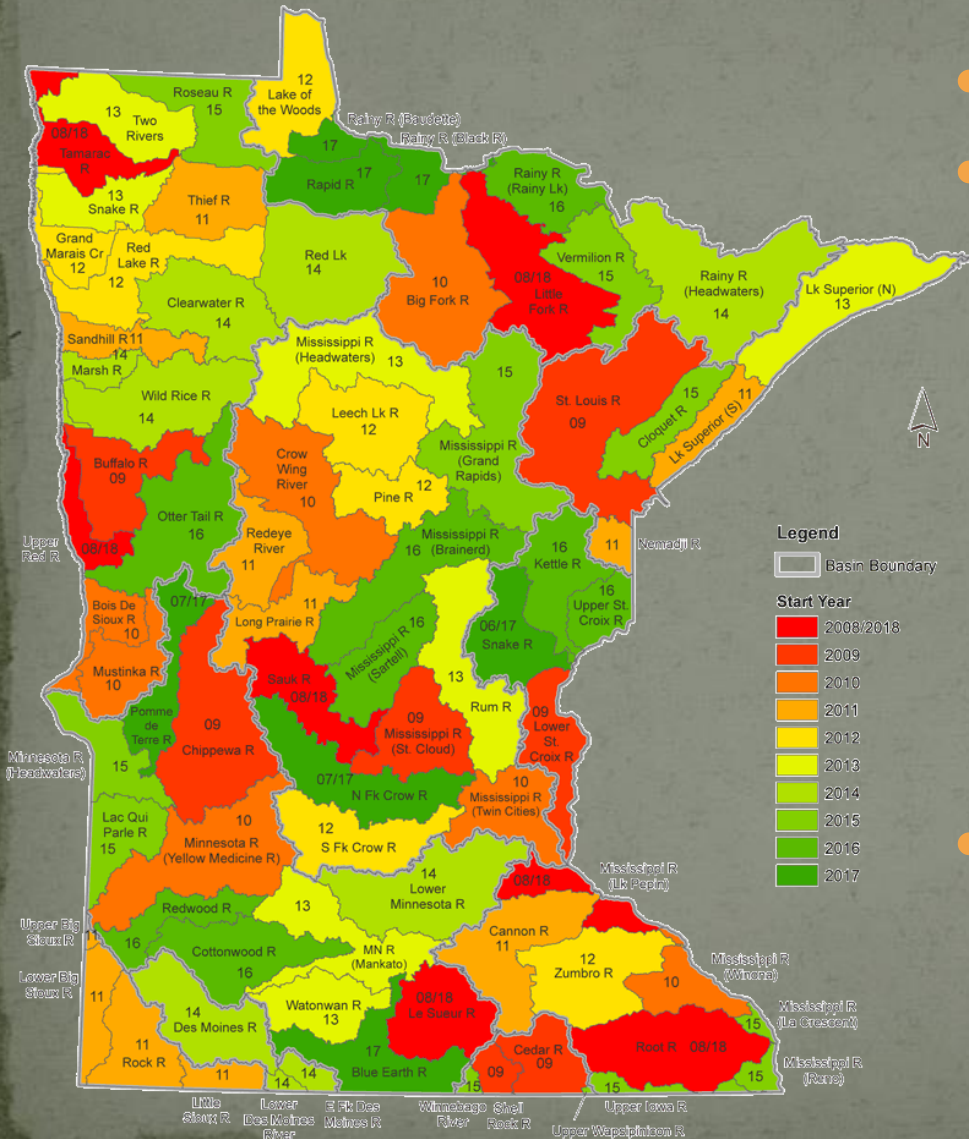 12
Lake of
the Woods
Roseau R
15
13
Two
Rivers
Rainy R (Baudette)
Rainy R (Black R)
08/18
Tamarac
R
17
17
Rapid R
17
Rainy R
(Rainy Lk)
16
13
Snake R
Thief R
11
Grand
Marais Cr
12
Red
Lake R
12
Red Lk
14
10
Big Fork R
08/18
Little
Fork R
Vermilion R
15
Rainy R
(Headwaters)
14
Lk Superior (N)
13
Clearwater R
14
Sandhill R 11
14
Marsh R
Mississippi R
(Headwaters)
13
15
Wild Rice R
14
Leech Lk R
12
St. Louis R
09
15
Cloquet R
11
Lk Superior (S)
N
Buffalo R
09
Crow
Wing
River
10
Mississippi R
(Grand
Rapids)
Pine R
12
Otter Tail R
16
Upper
Red R
08/18
Redeye
River
11
Mississippi R
(Brainerd)
16
16
Kettle R
11
Nemradji R
Legend
Basin Boundary
Start Year
2008/2018
2009
2010
2011
2012
2013
2014
2015
2016
2017
Bois De
Sioux R
10
07/17
11
Long Prairie R
16
Mississippi R
(Sartell)
06/17
Snake R
16
Upper St.
Croix R
Mustinka R
10
Sauk R
08/18
13
Rum R
Pomme
de
Terre R
09
Chippewa R
09
Mississippi R
(St. Cloud)
09
Lower
St.
Croix R
Minnesota R
(Headwaters)
15
07/17
N Fk Crow R
10
Mississippi R
(Twin Cities)
Lac Qui
Parle R
15
10
Minnesota R
(Yellow Medicine R)
12
S Fk Crow R
14
Lower
Minnesota R
08/18
Mississippi R
(Lk Pepin)
Redwood R
13
Upper Big
Sioux R
11
16
Cottonwood R
16
MN R
(Mankato)
Cannon R
11
12
Zumbro R
Mississippi R
(Winona)
10
Lower Big
Sioux R
11
14
Des Moines R
Watonwan R
13
08/18
Le Sueur R
Mississippi R
(La Crescent)
15
11
Rock R
17
Blue Earth R
Cedar R
09
09
Root R 08/18
Mississippi R
(Reno)
15
11
14
14
15
15
Little
Sioux R
Lower
Des Moines
River
E Fk Des
Moines R
Winnebago
River
Shell
Rock R
Upper Iowa R
Upper Wapsipinicon R